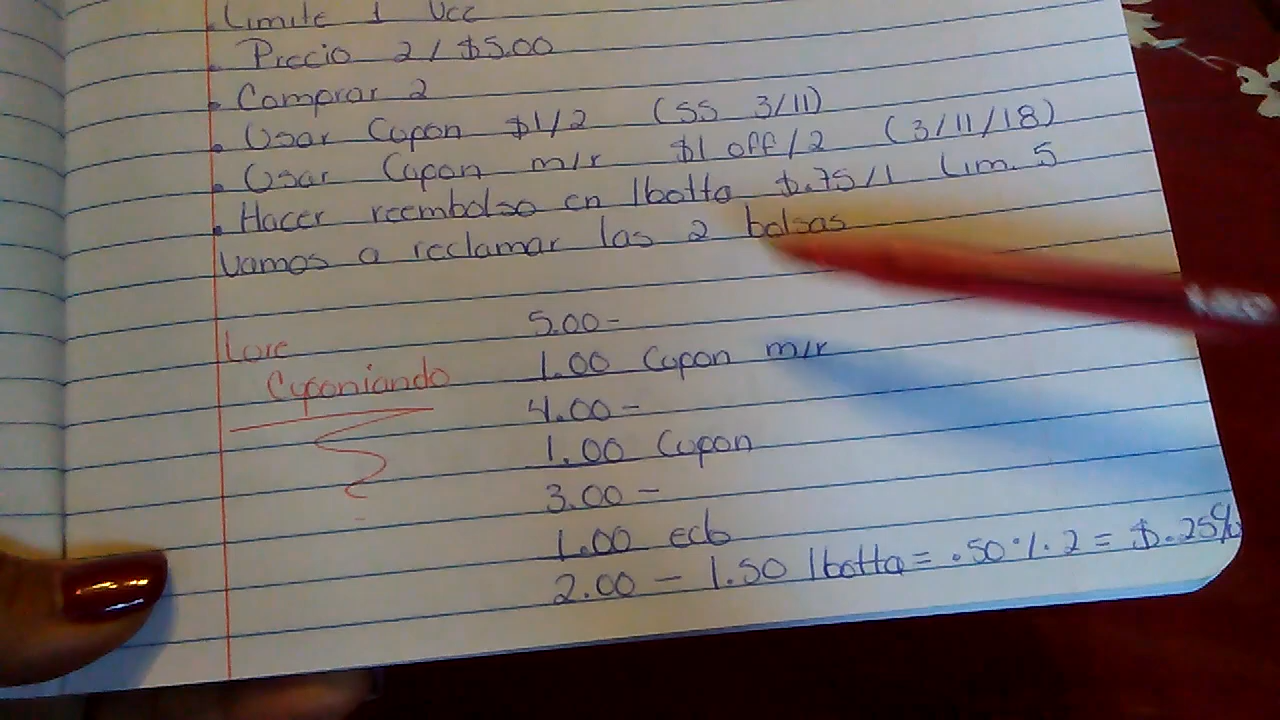 Limite 1 Vez
Precio 2 / $5.00
Comprar 2
Usar Cupon $1/2 (SS 3/11)
Usar Cupon m/r $1 off/2 (3/11/18)
Hacer reembolso en Ibotta $.75/1 Lim. 5
Vamos a reclamar las 2 bolsas
5.00-
Lore
1.00 Cupon m/r
Cuponiando
4.00-
1.00 Cupon
3.00-
1.00 ecb
2.00 - 1.50 Ibotta = .50 ·/. 2 = $.25